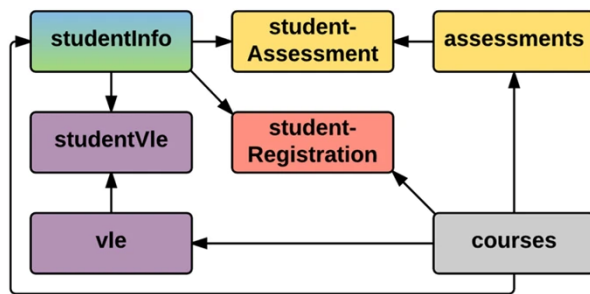 studentInfo
student-
Assessment
assessments
studentVle
student-
Registration
vle
courses